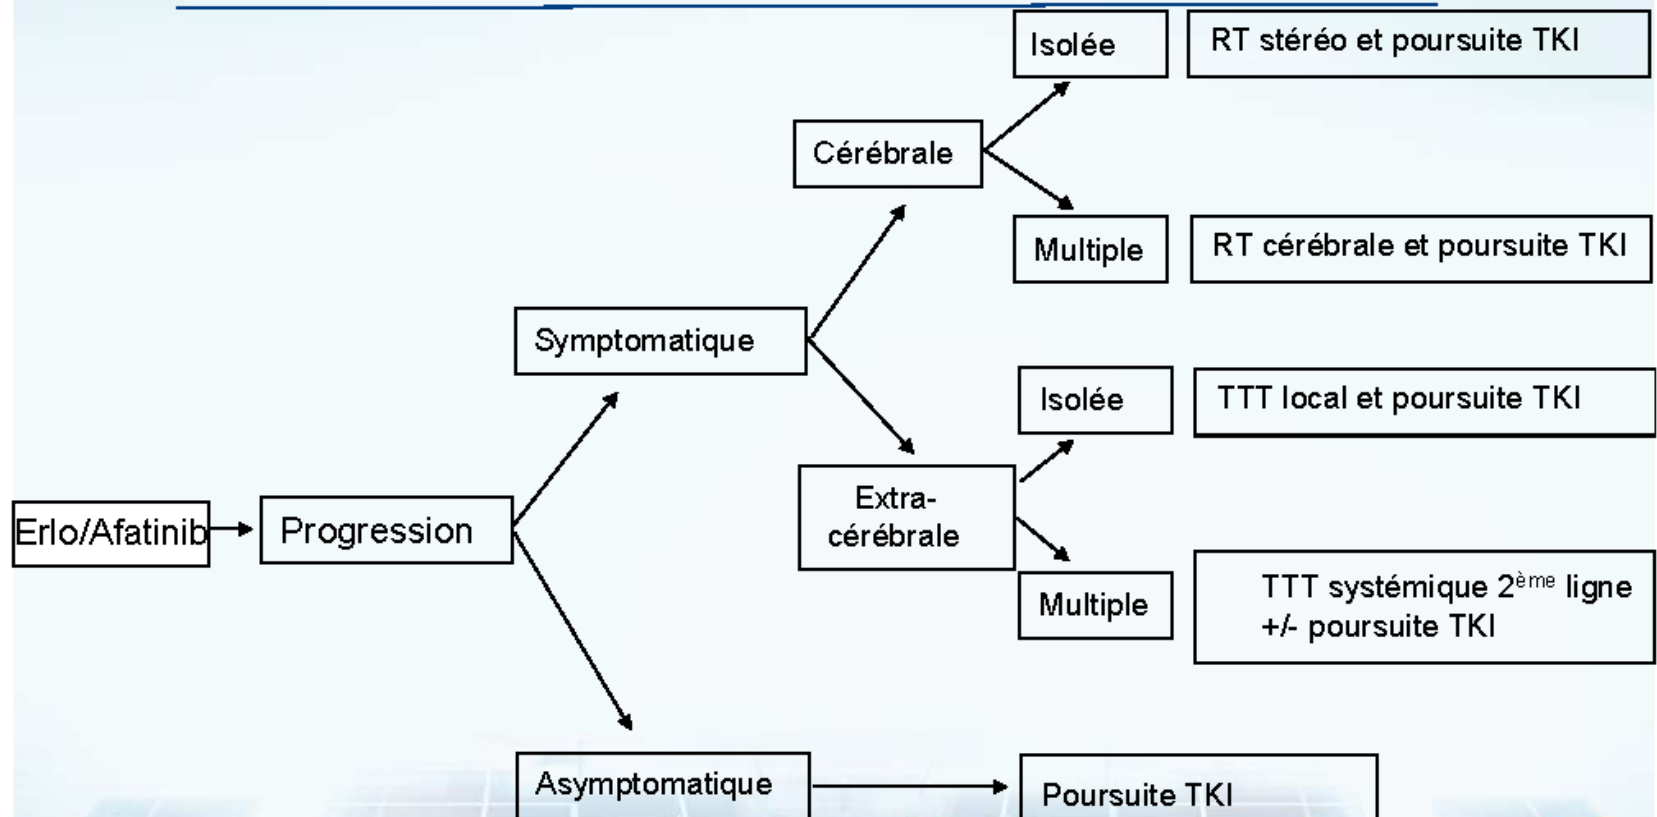 Isolée
RT stéréo et poursuite TKI
Cérébrale
Multiple
RT cérébrale et poursuite TKI
Symptomatique
Isolée
TTT local et poursuite TKI
Erlo/Afatinib
Progression
Extra-
cérébrale
Multiple
TTT systémique 2ème ligne
+/- poursuite TKI
Asymptomatique
Poursuite TKI